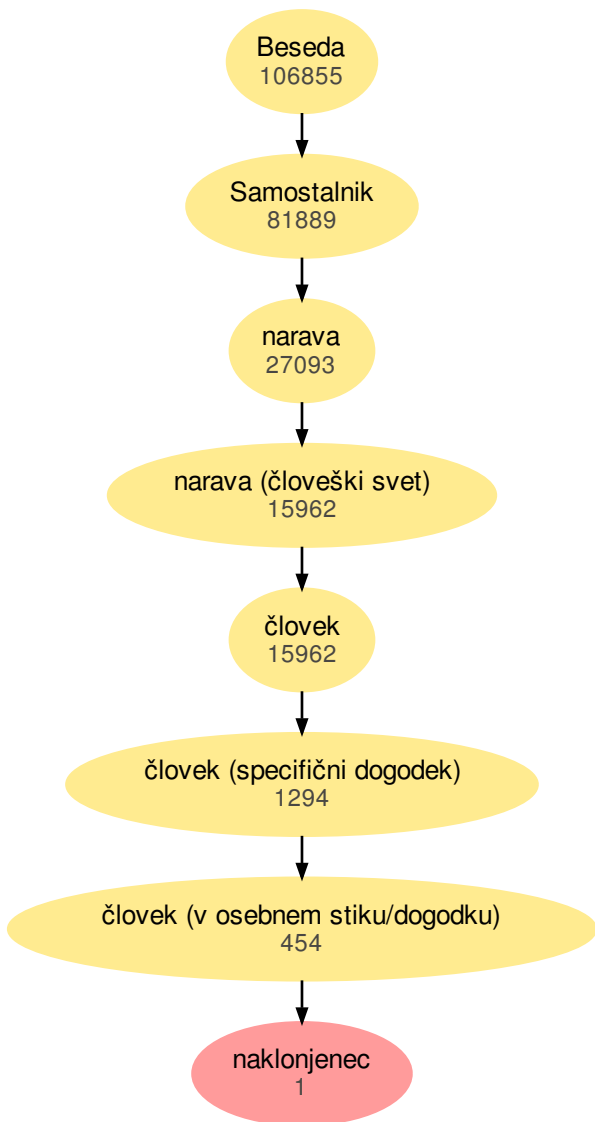 Beseda
106855
Samostalnik
81889
narava
27093
narava (človeški svet)
15962
človek
15962
človek (specifični dogodek)
1294
človek (v osebnem stiku/dogodku)
454
naklonjenec
1